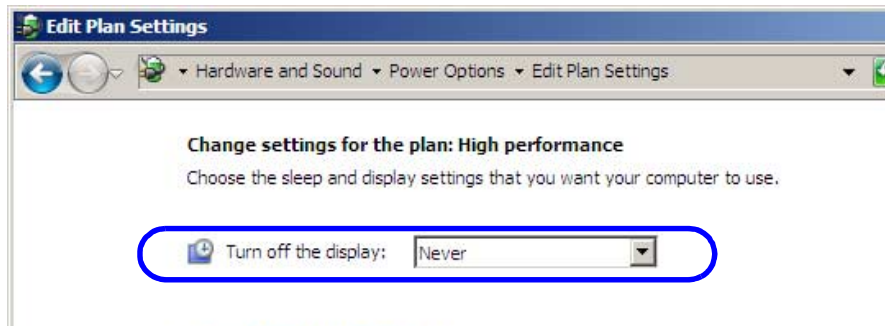 Edit Plan Settings
Hardware and Sound Power Options Edit Plan Settings
Change settings for the plan: High performance
Choose the sleep and display settings that you want your computer to use.
Turn off the display: Never